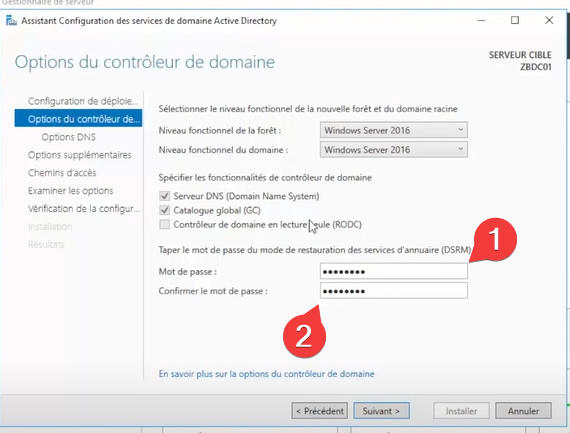 Gestionnaire de serveur
Assistant Configuration des services de domaine Active Directory
Options du contrôleur de domaine
SERVEUR CIBLE
ZBDC01
Configuration de déploie...
Options du contrôleur de...
Options DNS
Options supplémentaires
Chemins d'accès
Examiner les options
Vérification de la configur...
Installation
Résultats
Sélectionner le niveau fonctionnel de la nouvelle forêt et du domaine racine
Niveau fonctionnel de la forêt :
Windows Server 2016
Niveau fonctionnel du domaine :
Windows Server 2016
Spécifier les fonctionnalités de contrôleur de domaine
Serveur DNS (Domain Name System)
Catalogue global (GC)
Contrôleur de domaine en lecture seule (RODC)
Taper le mot de passe du mode de restauration des services d'annuaire (DSRM)
1
Mot de passe :
••••••••
Confirmer le mot de passe :
••••••••
2
En savoir plus sur la options du contrôleur de domaine
< Précédent
Suivant >
Installer
Annuler